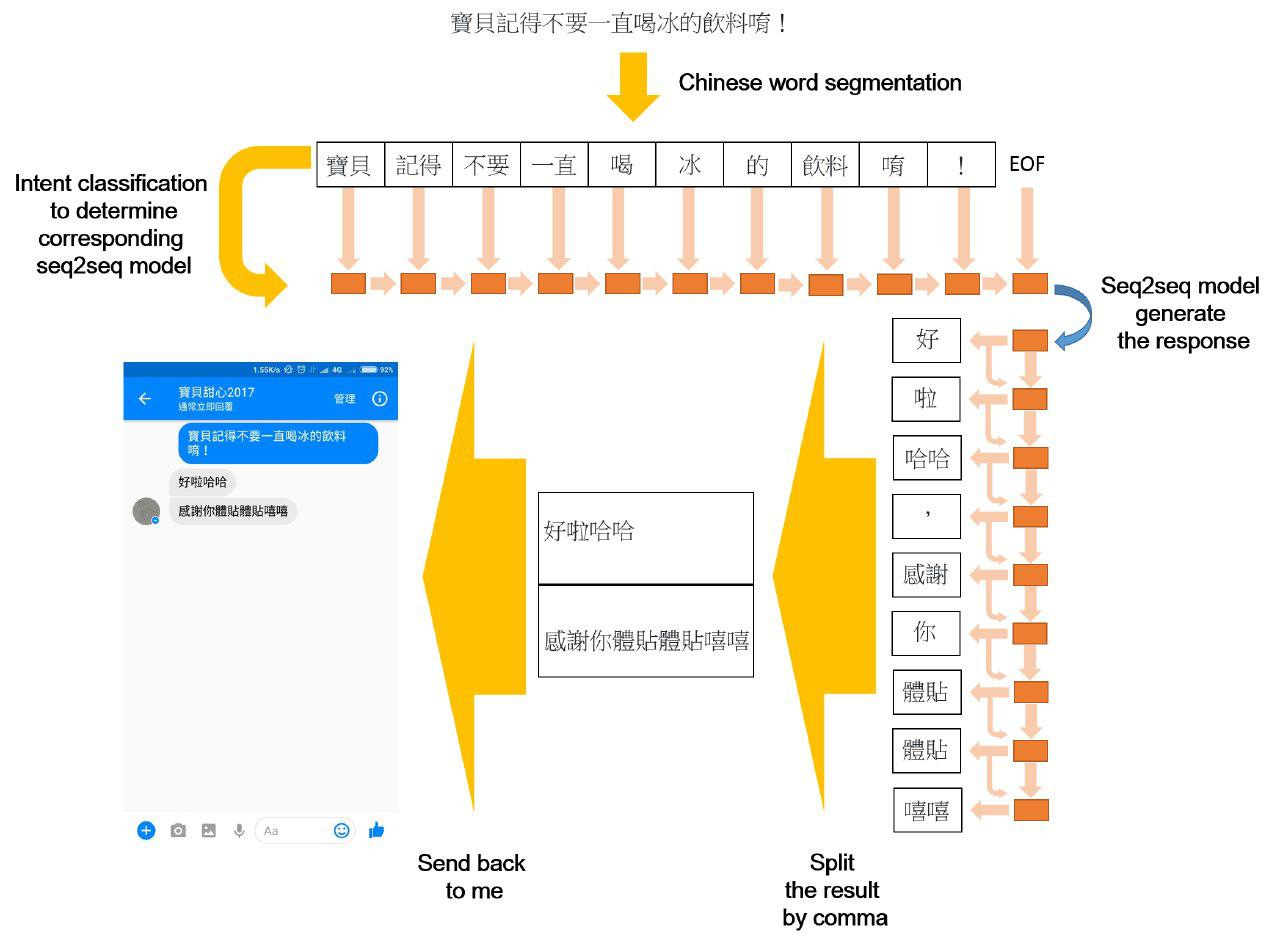 寶貝記得不要一直喝冰的飲料唷！
Chinese word segmentation
寶貝 記得 不要 一直 喝 冰 的 飲料 唷 ！ EOF
Intent classification
to determine
corresponding
seq2seq model
Seq2seq model
generate
the response
好
啦
哈哈
，
感謝
你
體貼
體貼
嘻嘻
Split
the result
by comma
好啦哈哈
感謝你體貼體貼嘻嘻
Send back
to me
1.55K/s 4G 92%
寶貝甜心2017
通常立即回覆
管理
寶貝記得不要一直喝冰的飲料
唷！
好啦哈哈
感謝你體貼體貼嘻嘻
Aa